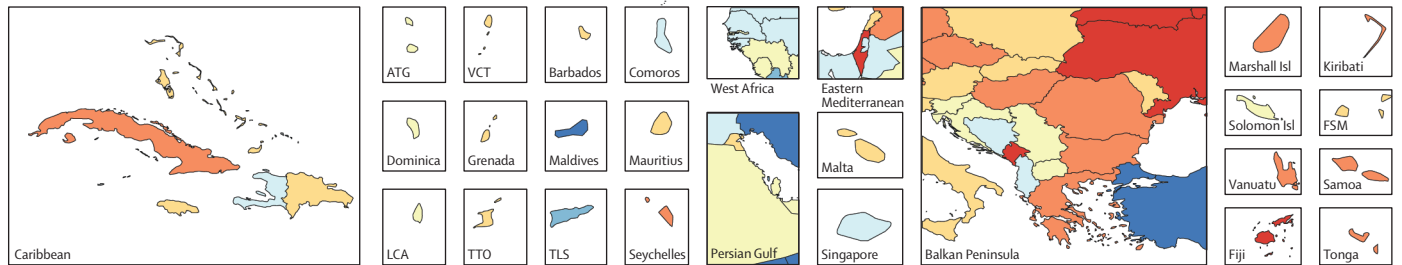 Caribbean
ATG
VCT
Barbados
Comoros
Dominica
Grenada
Maldives
Mauritius
LCA
TTO
TLS
Seychelles
West Africa
Eastern
Mediterranean
Persian Gulf
Malta
Singapore
Balkan Peninsula
Marshall Isl
Kiribati
Solomon Isl
FSM
Vanuatu
Samoa
Fiji
Tonga